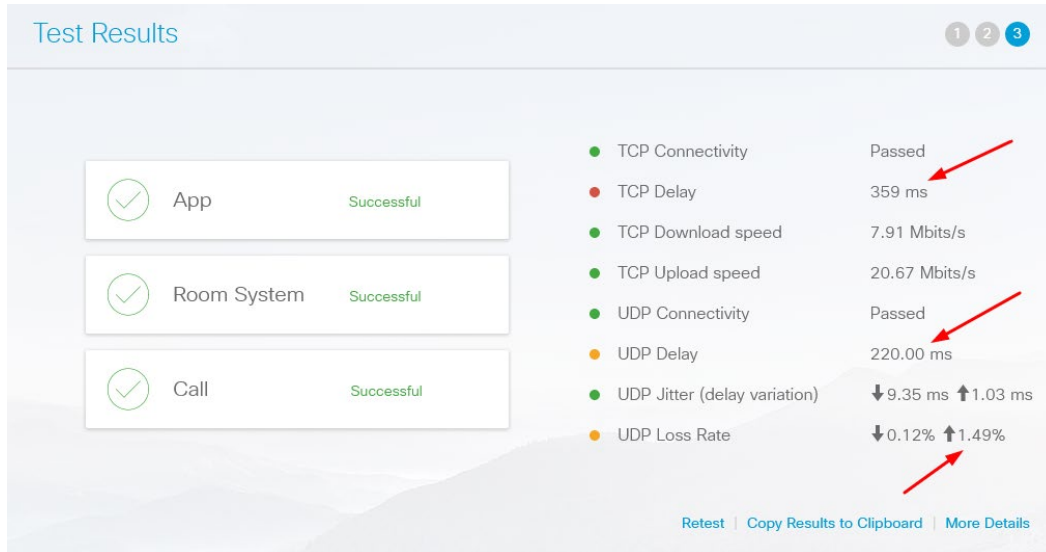 Test Results
1 2 3
App Successful
Room System Successful
Call Successful
TCP Connectivity Passed
TCP Delay 359 ms
TCP Download speed 7.91 Mbits/s
TCP Upload speed 20.67 Mbits/s
UDP Connectivity Passed
UDP Delay 220.00 ms
UDP Jitter (delay variation) 🠋9.35 ms 🠉1.03 ms
UDP Loss Rate 🠋0.12% 🠉1.49%
Retest | Copy Results to Clipboard | More Details